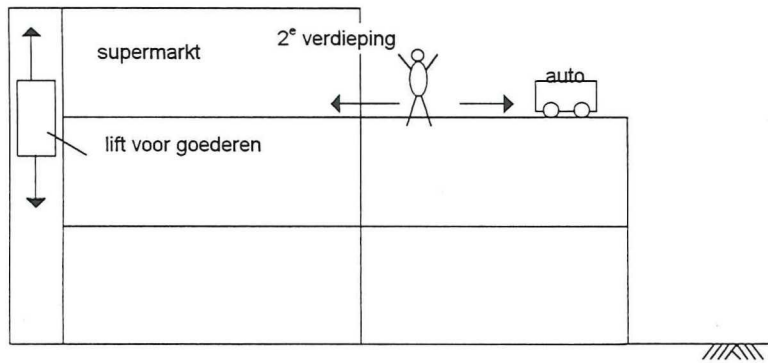 2ᵉ verdieping
supermarkt
auto
lift voor goederen